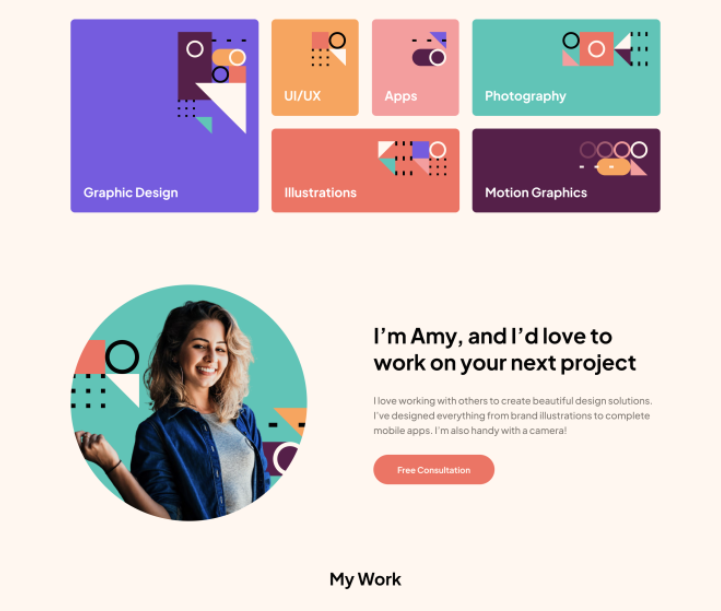 UI/UX
Apps
Photography
Graphic Design
Illustrations
Motion Graphics
I’m Amy, and I’d love to
work on your next project
I love working with others to create beautiful design solutions.
I’ve designed everything from brand illustrations to complete
mobile apps. I’m also handy with a camera!
Free Consultation
My Work